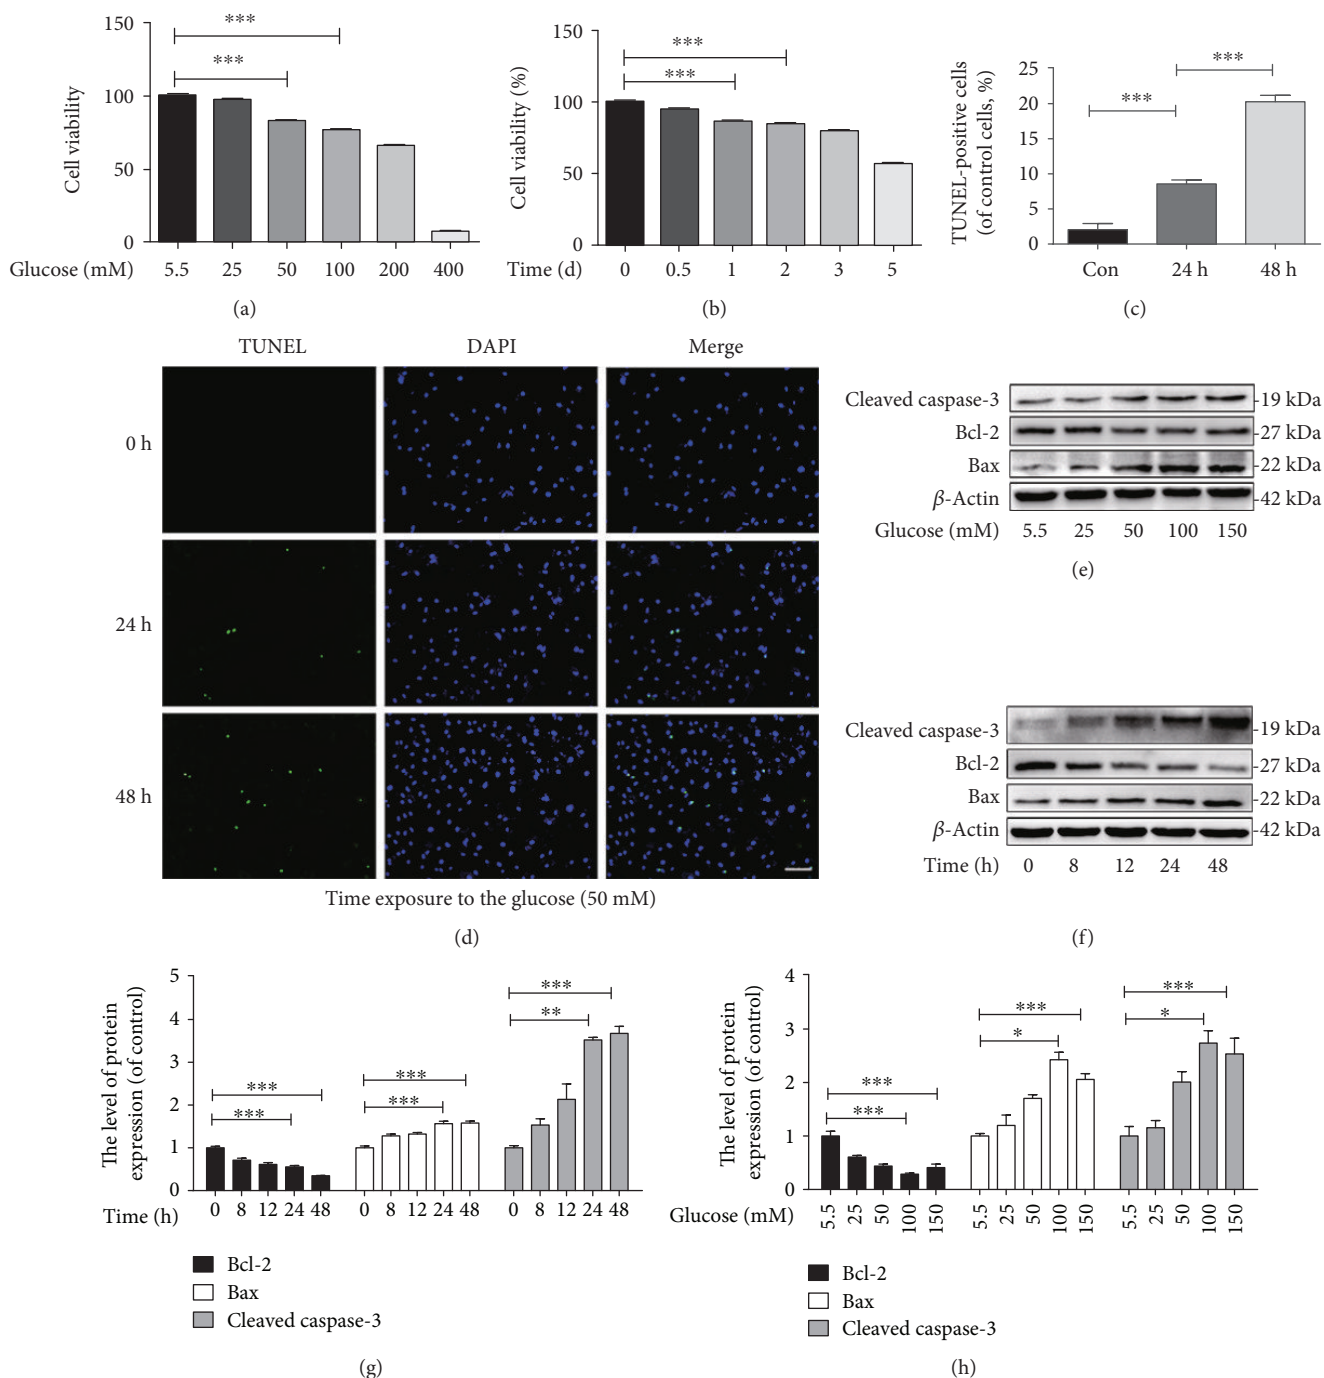 150
100
50
0
Cell viability
***
***
Glucose (mM)
5.5 25 50 100 200 400
(a)
150
100
50
0
Cell viability (%)
***
***
Time (d)
0 0.5 1 2 3 5
(b)
25
20
15
10
5
0
TUNEL-positive cells
(of control cells, %)
***
***
Con 24 h 48 h
(c)
TUNEL DAPI Merge
0 h
24 h
48 h
Time exposure to the glucose (50 mM)
(d)
Cleaved caspase-3 19 kDa
Bcl-2 27 kDa
Bax 22 kDa
β-Actin 42 kDa
Glucose (mM) 5.5 25 50 100 150
(e)
Cleaved caspase-3 19 kDa
Bcl-2 27 kDa
Bax 22 kDa
β-Actin 42 kDa
Time (h) 0 8 12 24 48
(f)
5
4
3
2
1
0
The level of protein
expression (of control)
***
***
***
***
***
**
Time (h)
0 8 12 24 48 0 8 12 24 48 0 8 12 24 48
Bcl-2
Bax
Cleaved caspase-3
(g)
4
3
2
1
0
The level of protein
expression (of control)
***
***
***
*
***
*
Glucose (mM)
5.5 25 50 100 150 5.5 25 50 100 150 5.5 25 50 100 150
Bcl-2
Bax
Cleaved caspase-3
(h)